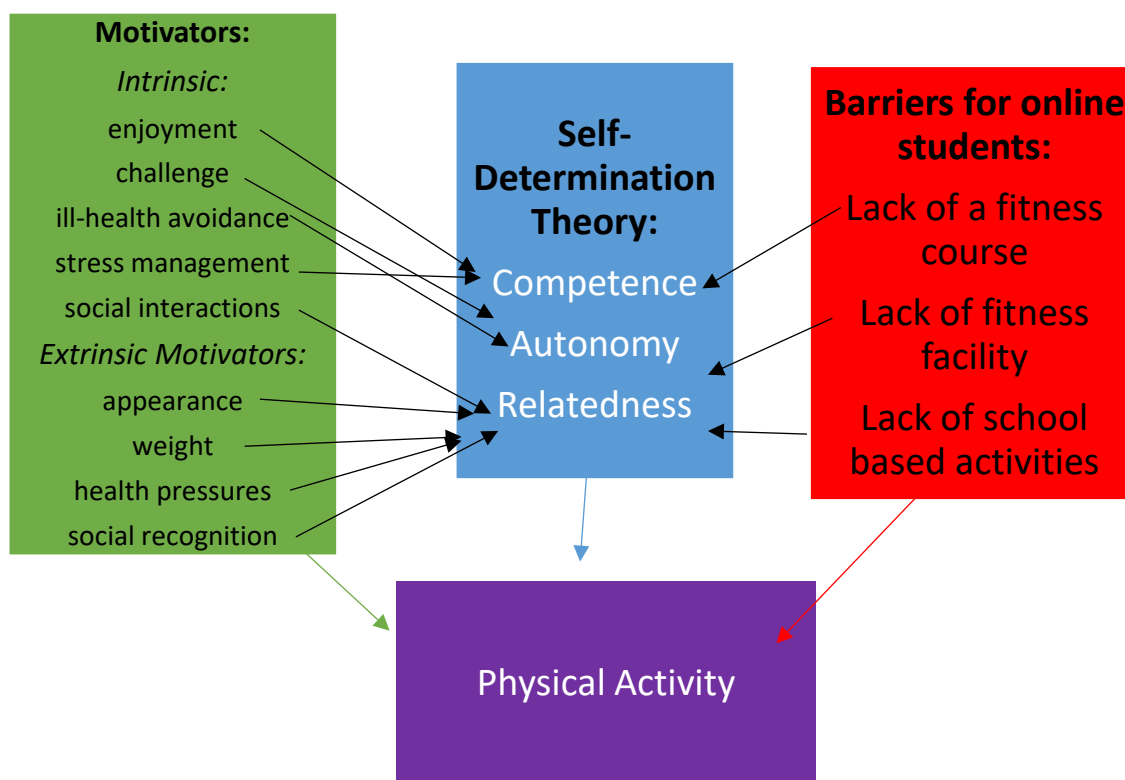 Motivators:
Intrinsic:
enjoyment
challenge
ill-health avoidance
stress management
social interactions
Extrinsic Motivators:
appearance
weight
health pressures
social recognition
Self-
Determination
Theory:
Competence
Autonomy
Relatedness
Barriers for online
students:
Lack of a fitness
course
Lack of fitness
facility
Lack of school
based activities
Physical Activity